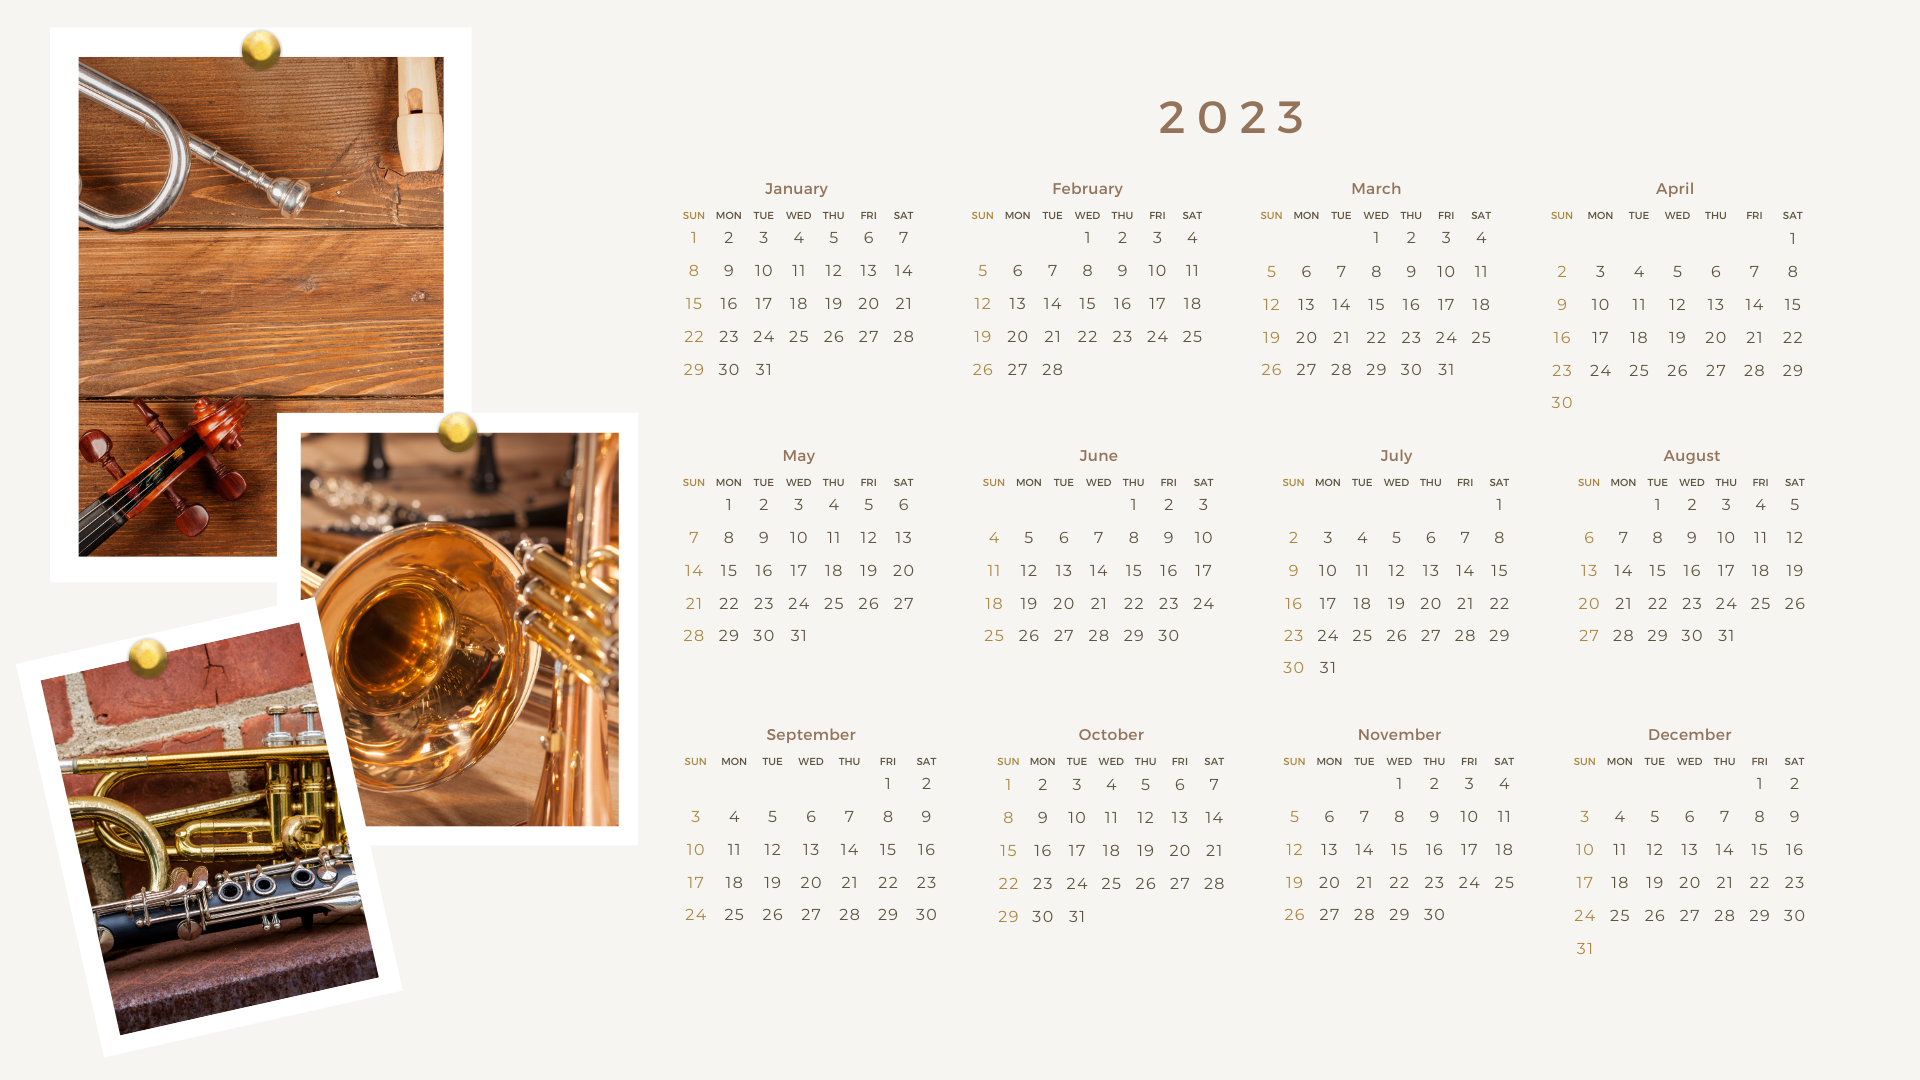 2023
January
SUN MON TUE WED THU FRI SAT
1 2 3 4 5 6 7
8 9 10 11 12 13 14
15 16 17 18 19 20 21
22 23 24 25 26 27 28
29 30 31
February
SUN MON TUE WED THU FRI SAT
1 2 3 4
5 6 7 8 9 10 11
12 13 14 15 16 17 18
19 20 21 22 23 24 25
26 27 28
March
SUN MON TUE WED THU FRI SAT
1 2 3 4
5 6 7 8 9 10 11
12 13 14 15 16 17 18
19 20 21 22 23 24 25
26 27 28 29 30 31
April
SUN MON TUE WED THU FRI SAT
1
2 3 4 5 6 7 8
9 10 11 12 13 14 15
16 17 18 19 20 21 22
23 24 25 26 27 28 29
30
May
SUN MON TUE WED THU FRI SAT
1 2 3 4 5 6
7 8 9 10 11 12 13
14 15 16 17 18 19 20
21 22 23 24 25 26 27
28 29 30 31
June
SUN MON TUE WED THU FRI SAT
1 2 3
4 5 6 7 8 9 10
11 12 13 14 15 16 17
18 19 20 21 22 23 24
25 26 27 28 29 30
July
SUN MON TUE WED THU FRI SAT
1
2 3 4 5 6 7 8
9 10 11 12 13 14 15
16 17 18 19 20 21 22
23 24 25 26 27 28 29
30 31
August
SUN MON TUE WED THU FRI SAT
1 2 3 4 5
6 7 8 9 10 11 12
13 14 15 16 17 18 19
20 21 22 23 24 25 26
27 28 29 30 31
September
SUN MON TUE WED THU FRI SAT
1 2
3 4 5 6 7 8 9
10 11 12 13 14 15 16
17 18 19 20 21 22 23
24 25 26 27 28 29 30
October
SUN MON TUE WED THU FRI SAT
1 2 3 4 5 6 7
8 9 10 11 12 13 14
15 16 17 18 19 20 21
22 23 24 25 26 27 28
29 30 31
November
SUN MON TUE WED THU FRI SAT
1 2 3 4
5 6 7 8 9 10 11
12 13 14 15 16 17 18
19 20 21 22 23 24 25
26 27 28 29 30
December
SUN MON TUE WED THU FRI SAT
1 2
3 4 5 6 7 8 9
10 11 12 13 14 15 16
17 18 19 20 21 22 23
24 25 26 27 28 29 30
31